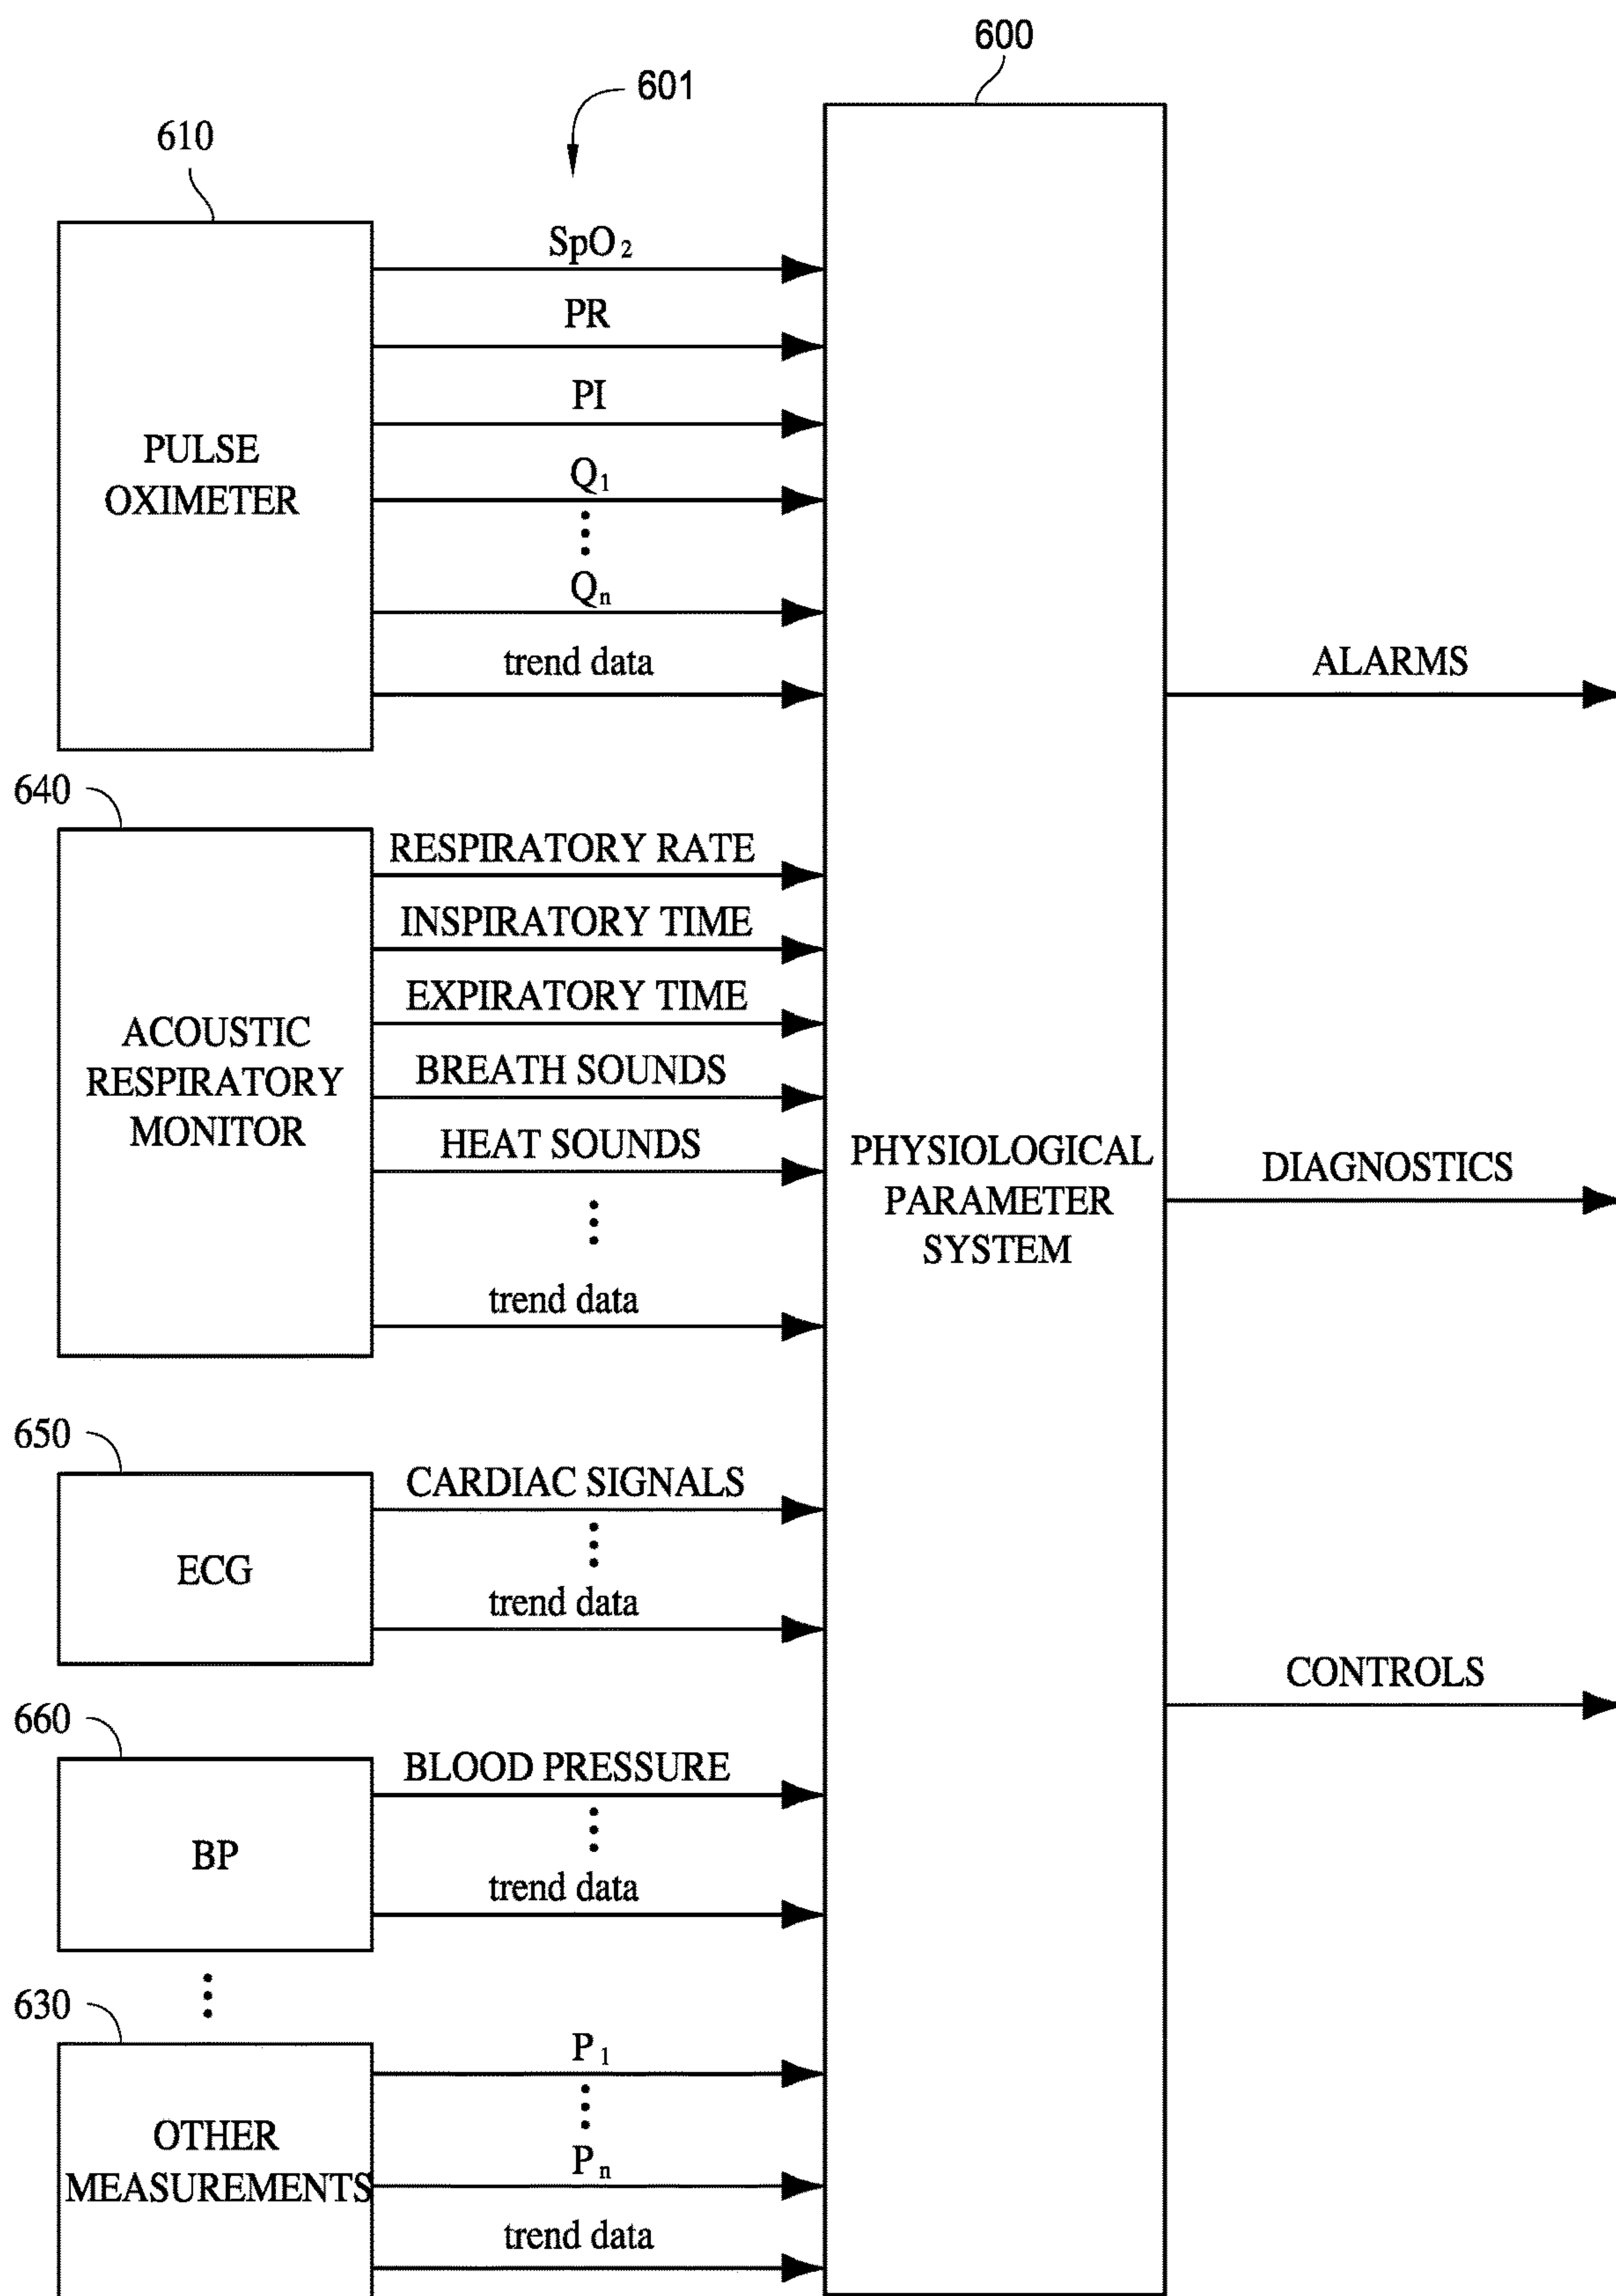 600
601
610
SpO2
PR
PI
PULSE
OXIMETER
Q1
Qn
trend data
ALARMS
640
RESPIRATORY RATE
INSPIRATORY TIME
EXPIRATORY TIME
ACOUSTIC
RESPIRATORY
MONITOR
BREATH SOUNDS
HEAT SOUNDS
trend data
PHYSIOLOGICAL
PARAMETER
SYSTEM
DIAGNOSTICS
650
CARDIAC SIGNALS
ECG
trend data
CONTROLS
660
BLOOD PRESSURE
BP
trend data
630
P1
OTHER
MEASUREMENTS
Pn
trend data